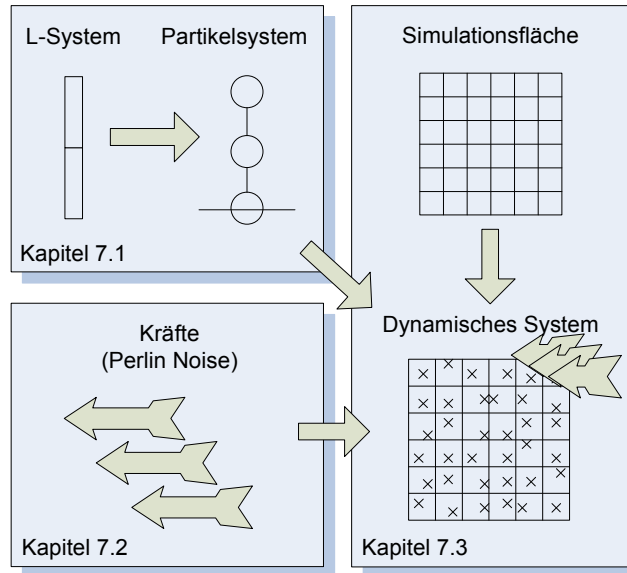 L-System
Partikelsystem
Kapitel 7.1
Kräfte
(Perlin Noise)
Kapitel 7.2
Simulationsfläche
Dynamisches System
Kapitel 7.3